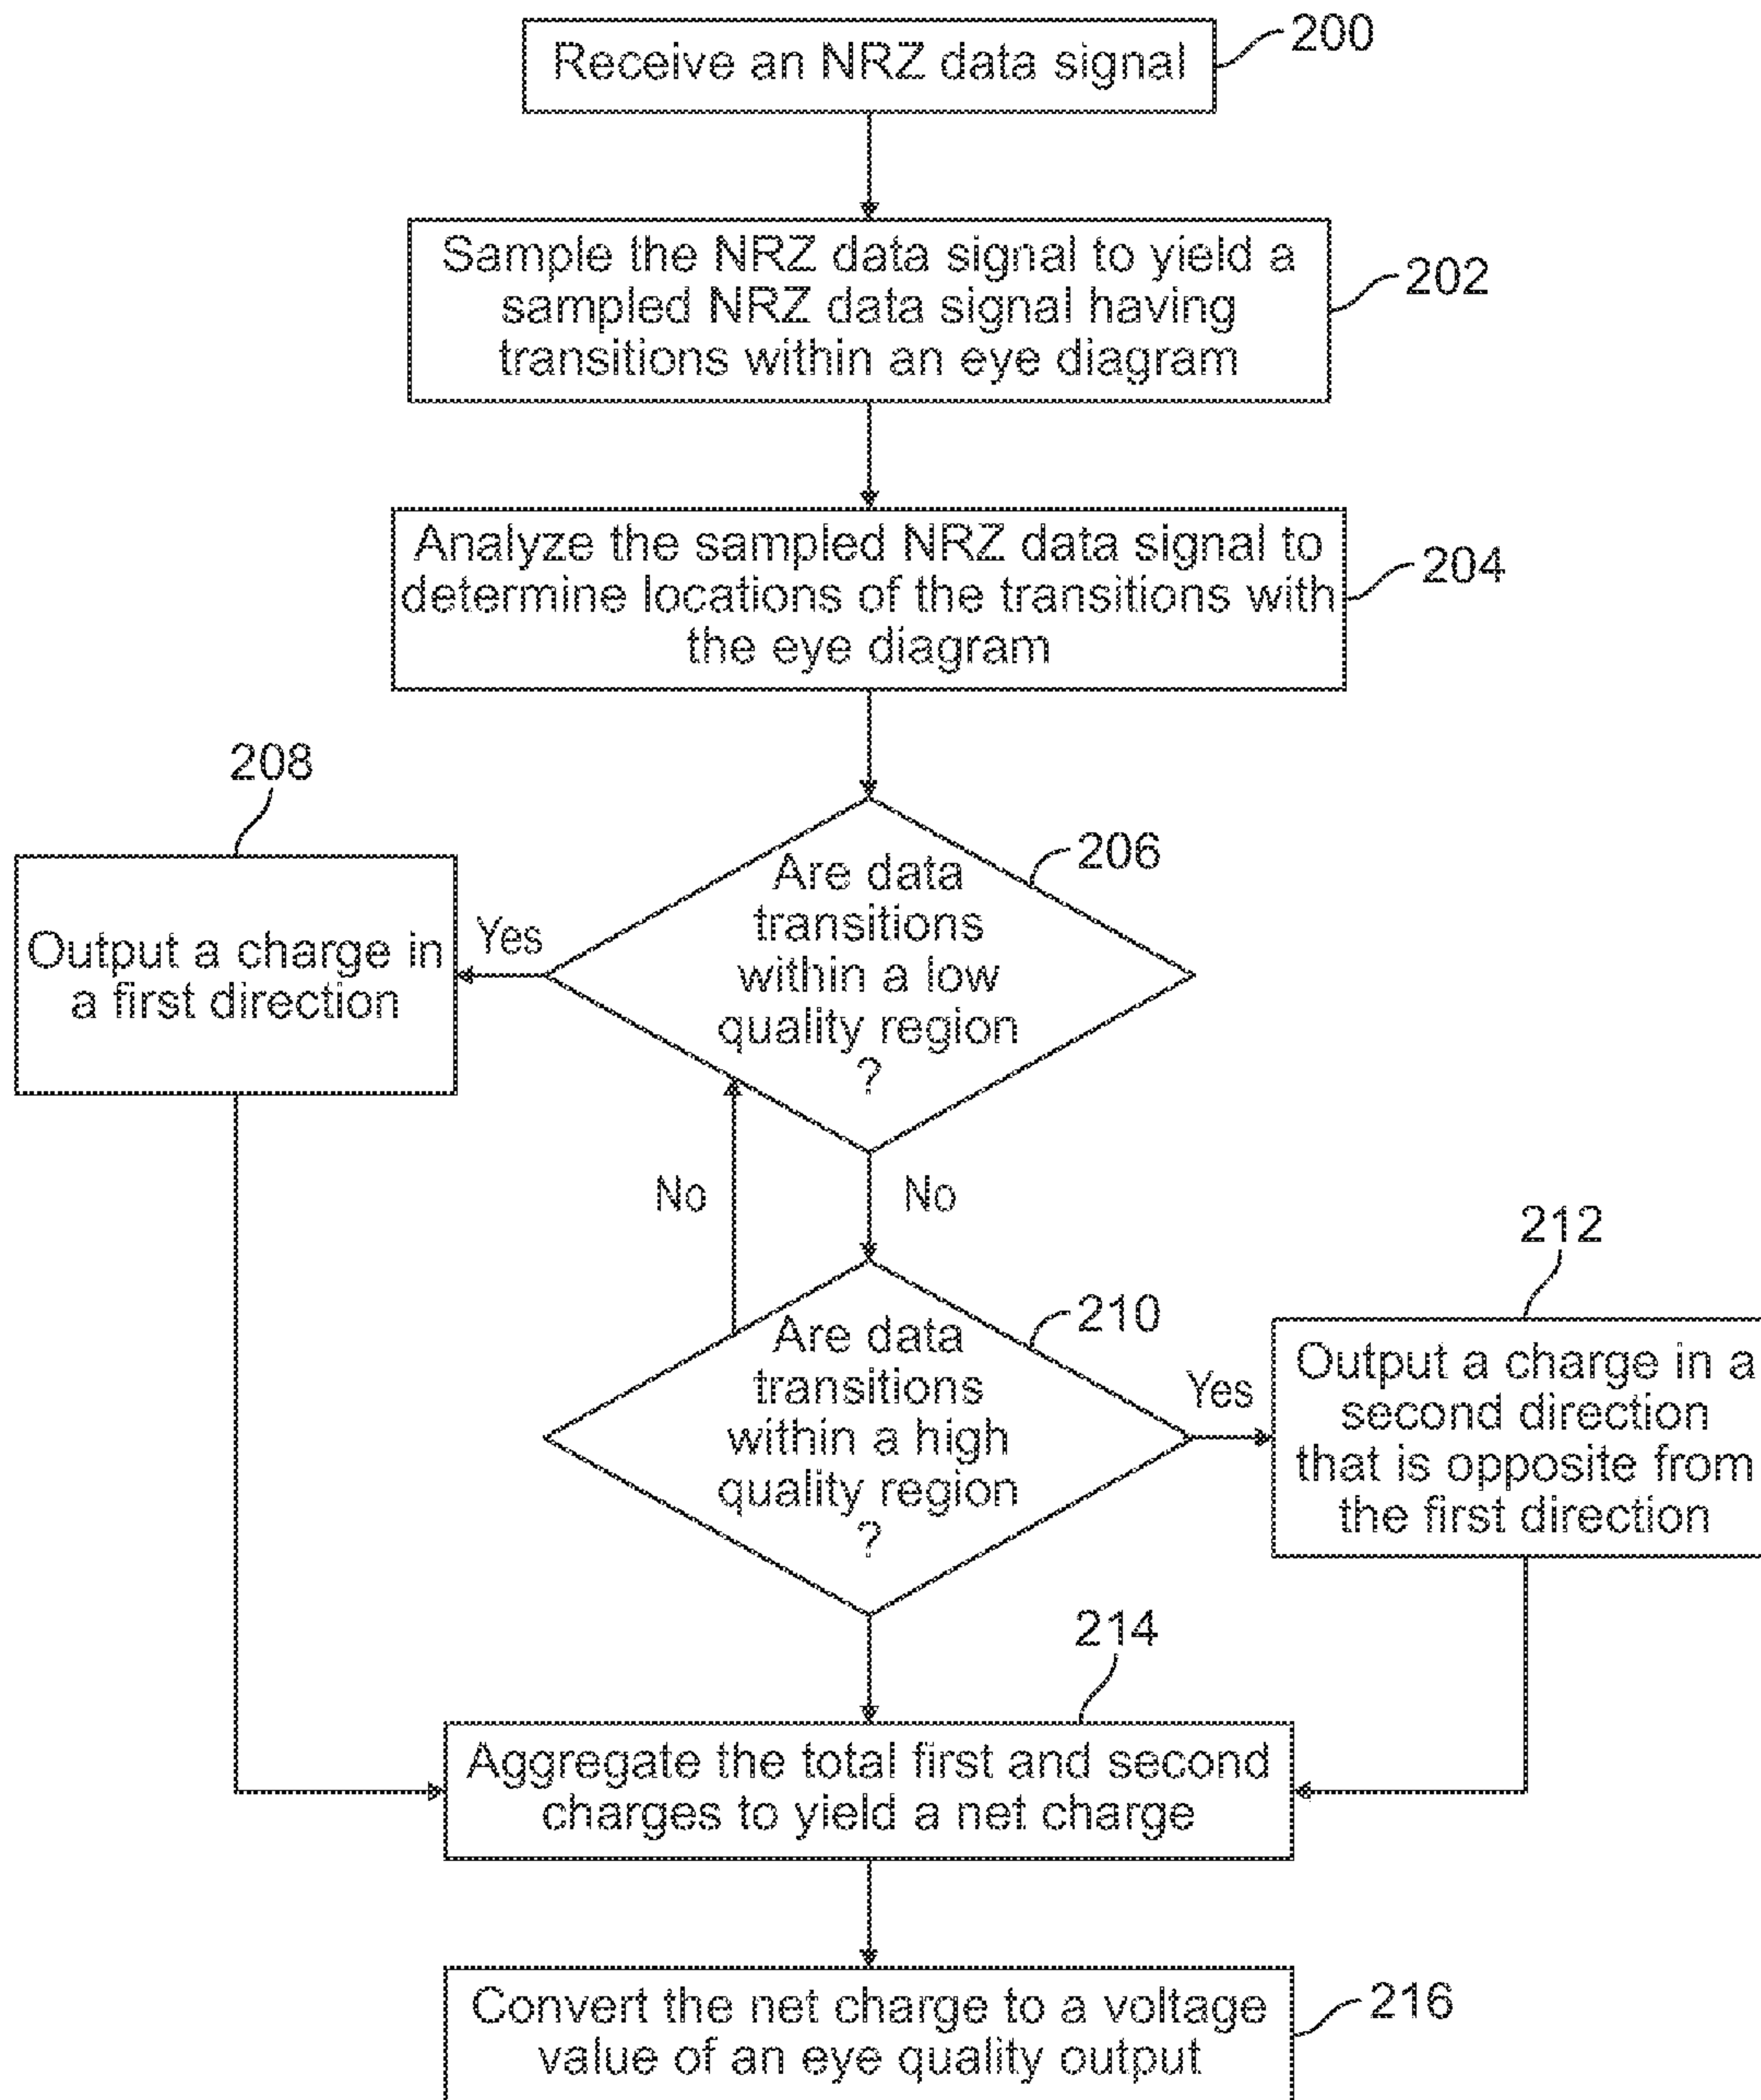 Receive an NRZ data signal
200
Sample the NRZ data signal to yield a
sampled NRZ data signal having
transitions within an eye diagram
202
Analyze the sampled NRZ data signal to
determine locations of the transitions with
the eye diagram
204
208
Output a charge in
a first direction
Yes
206
Are data
transitions
within a low
quality region
?
No
No
210
Are data
transitions
within a high
quality region
?
Yes
212
Output a charge in a
second direction
that is opposite from
the first direction
214
Aggregate the total first and second
charges to yield a net charge
Convert the net charge to a voltage
value of an eye quality output
216